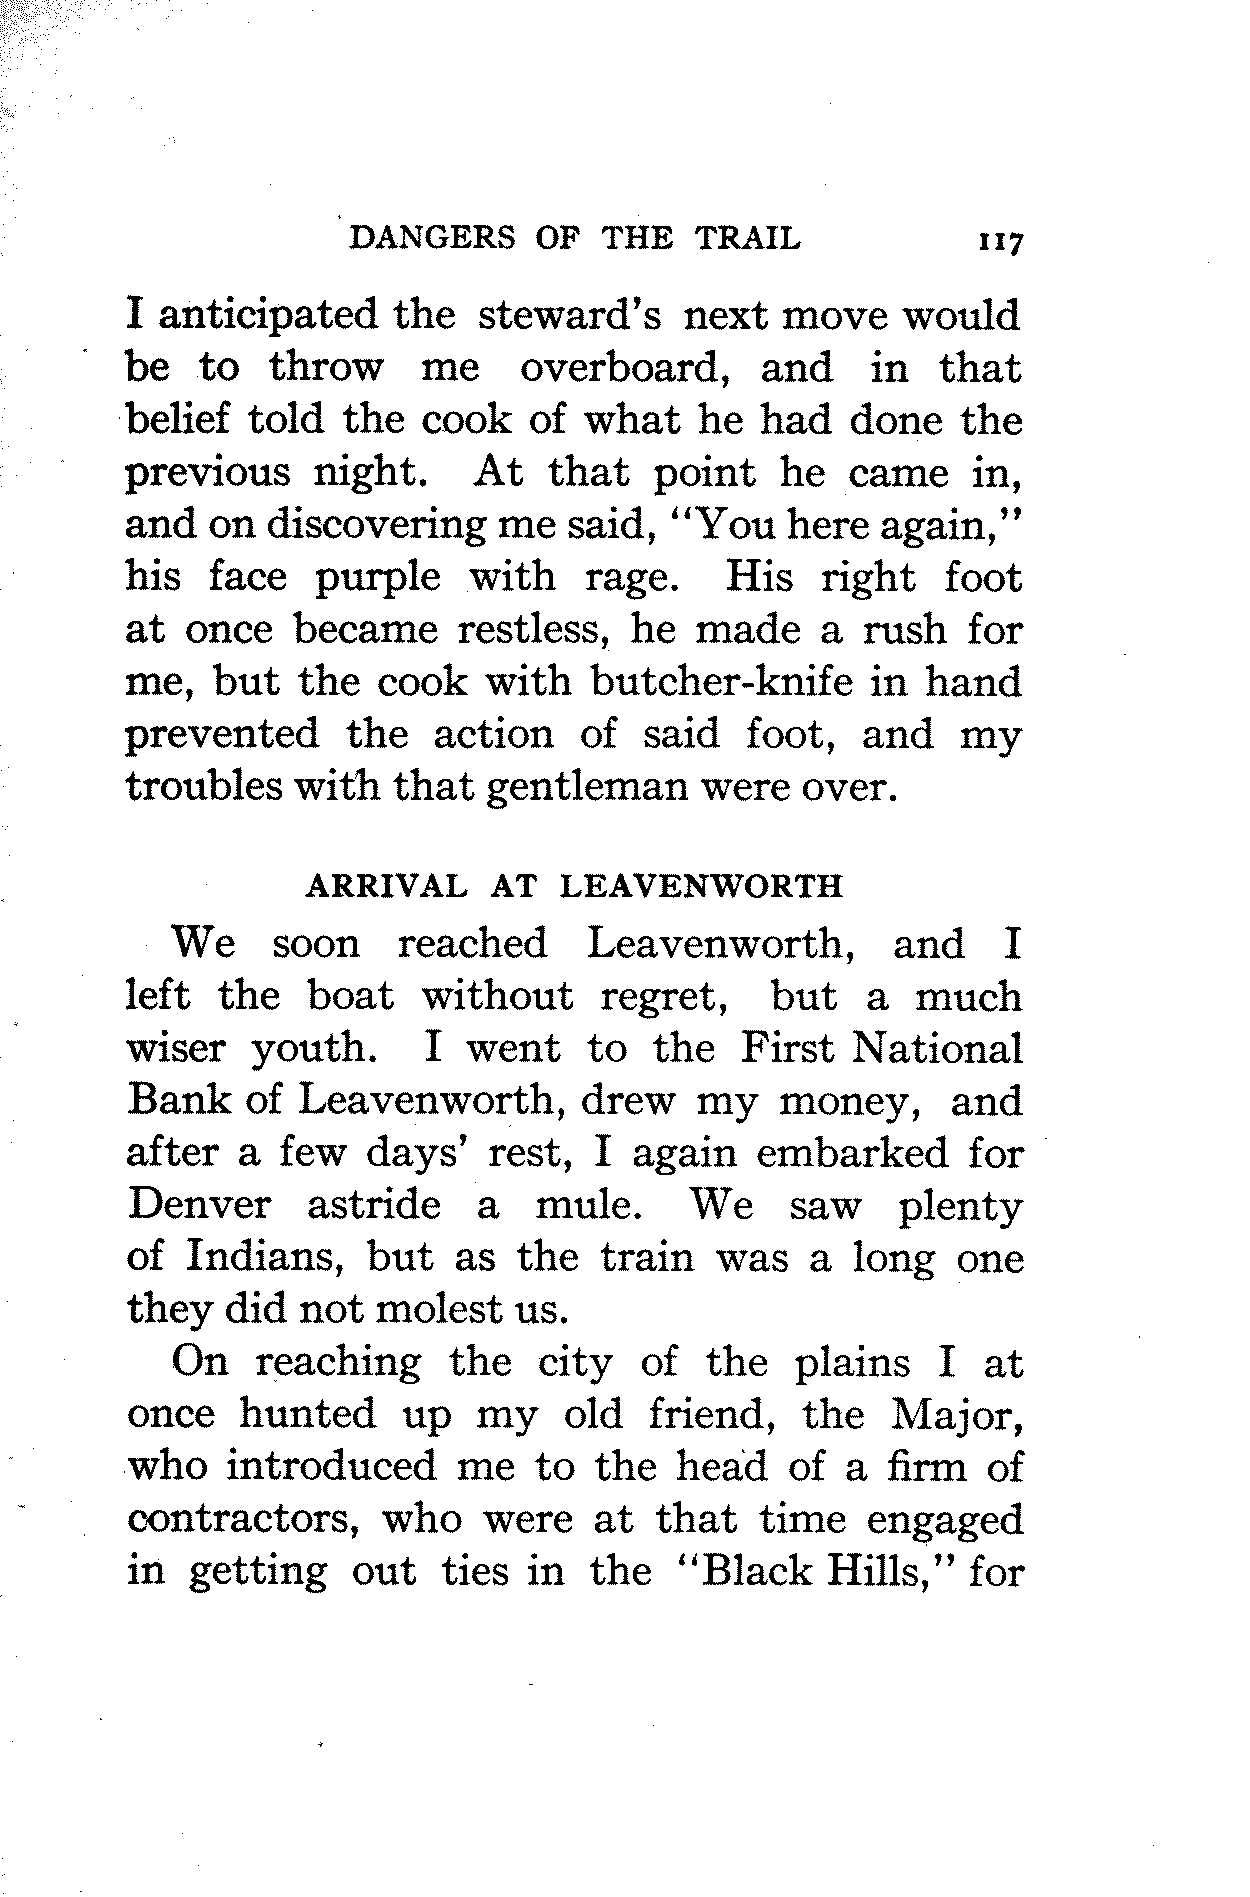 DANGERS OF THE TRAIL 117
I anticipated the steward's next move would
be to throw me overboard, and in that
belief told the cook of what he had done the
previous night. At that point he came in,
and on discovering me said, "You here again,"
his face purple with rage. His right foot
at once became restless, he made a rush for
me, but the cook with butcher-knife in hand
prevented the action of said foot, and my
troubles with that gentleman were over.
ARRIVAL AT LEAVENWORTH
We soon reached Leavenworth, and I
left the boat without regret, but a much
wiser youth. I went to the First National
Bank of Leavenworth, drew my money, and
after a few days' rest, I again embarked for
Denver astride a mule. We saw plenty
of Indians, but as the train was a long one
they did not molest us.
On reaching the city of the plains I at
once hunted up my old friend, the Major,
who introduced me to the head of a firm of
contractors, who were at that time engaged
in getting out ties in the "Black Hills," for